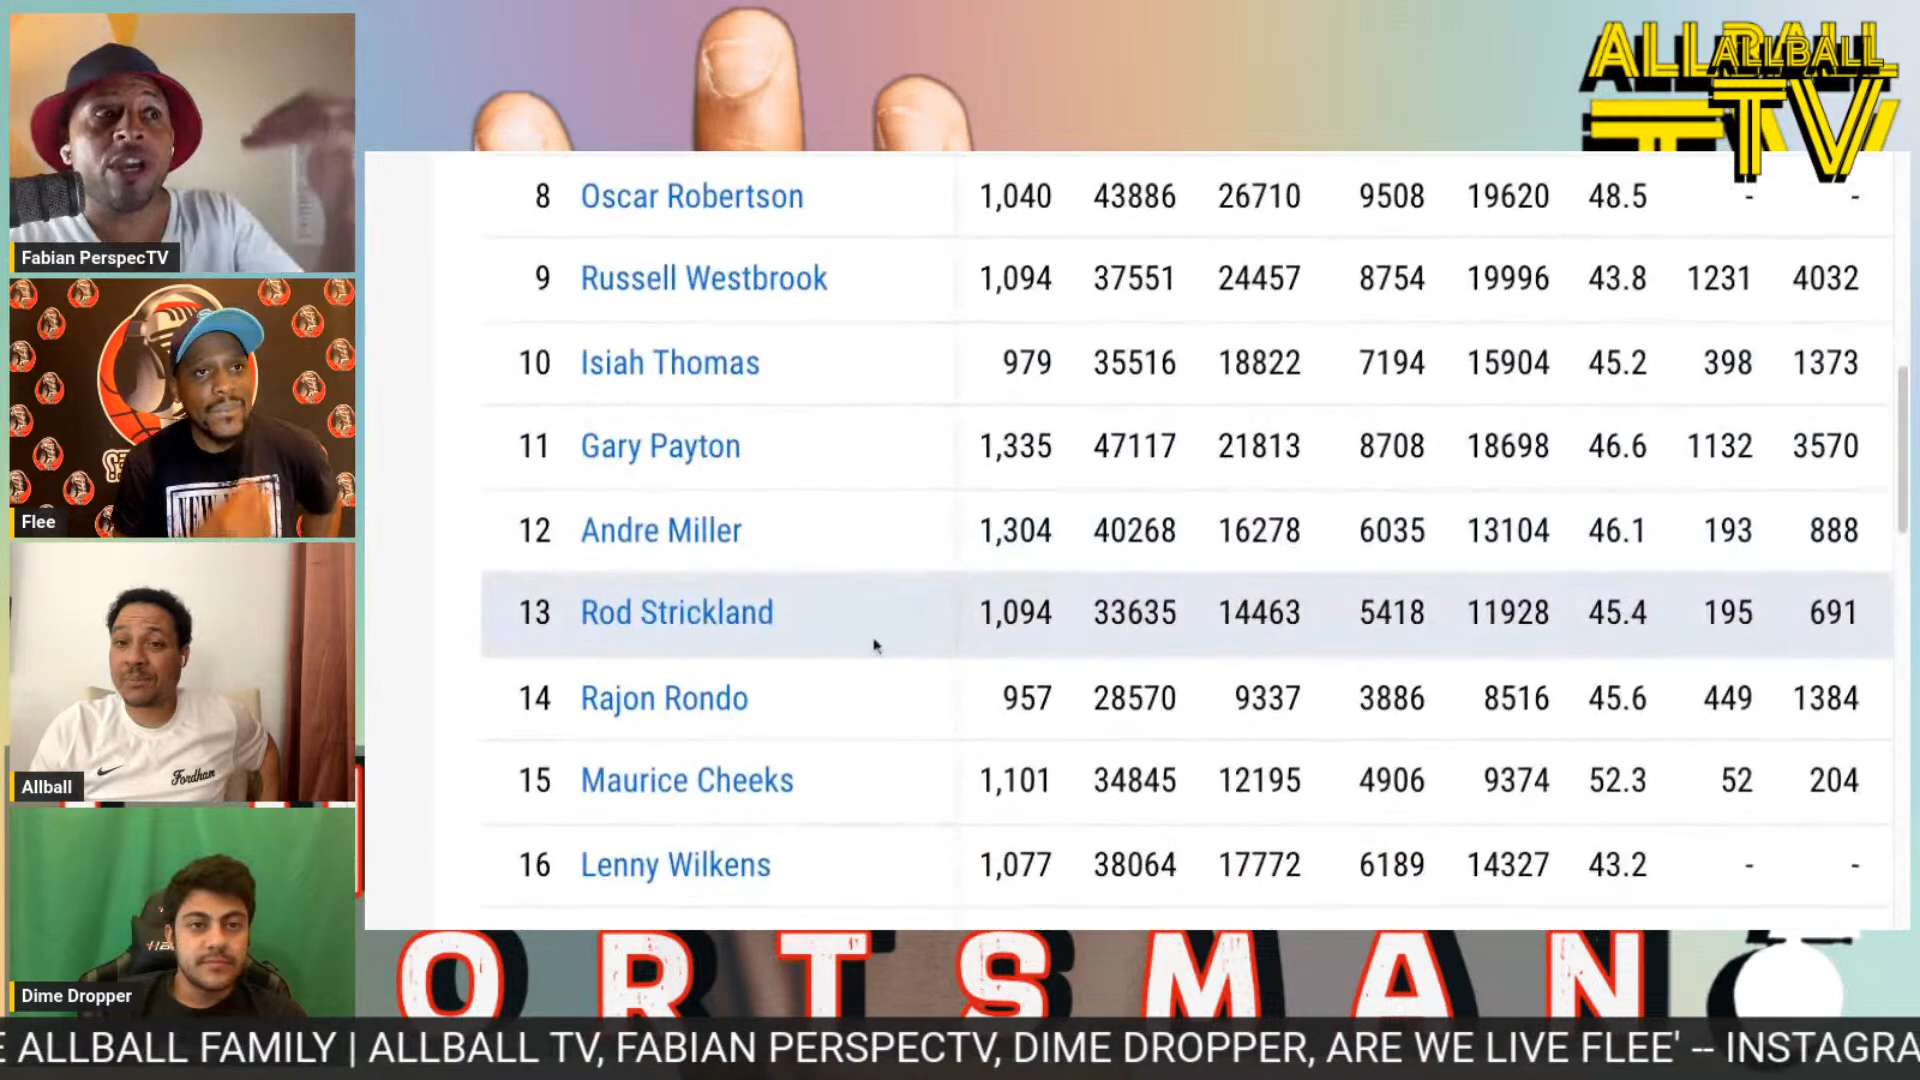 ALLBALL
TV
ALLBALL
TV
8 Oscar Robertson 1,040 43886 26710 9508 19620 48.5 - -
9 Russell Westbrook 1,094 37551 24457 8754 19996 43.8 1231 4032
10 Isiah Thomas 979 35516 18822 7194 15904 45.2 398 1373
11 Gary Payton 1,335 47117 21813 8708 18698 46.6 1132 3570
12 Andre Miller 1,304 40268 16278 6035 13104 46.1 193 888
13 Rod Strickland 1,094 33635 14463 5418 11928 45.4 195 691
14 Rajon Rondo 957 28570 9337 3886 8516 45.6 449 1384
15 Maurice Cheeks 1,101 34845 12195 4906 9374 52.3 52 204
16 Lenny Wilkens 1,077 38064 17772 6189 14327 43.2 - -
Fabian PerspecTV
Flee
Fordham
Allball
Dime Dropper
ORTSMAN
E ALLBALL FAMILY | ALLBALL TV, FABIAN PERSPECTV, DIME DROPPER, ARE WE LIVE FLEE' -- INSTAGRA